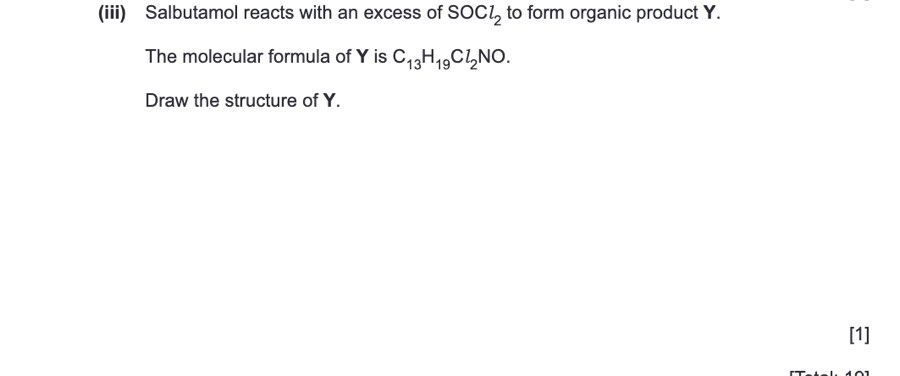 (iii) Salbutamol reacts with an excess of SOCl₂ to form organic product Y.
The molecular formula of Y is C₁₃H₁₉Cl₂NO.
Draw the structure of Y.
[1]